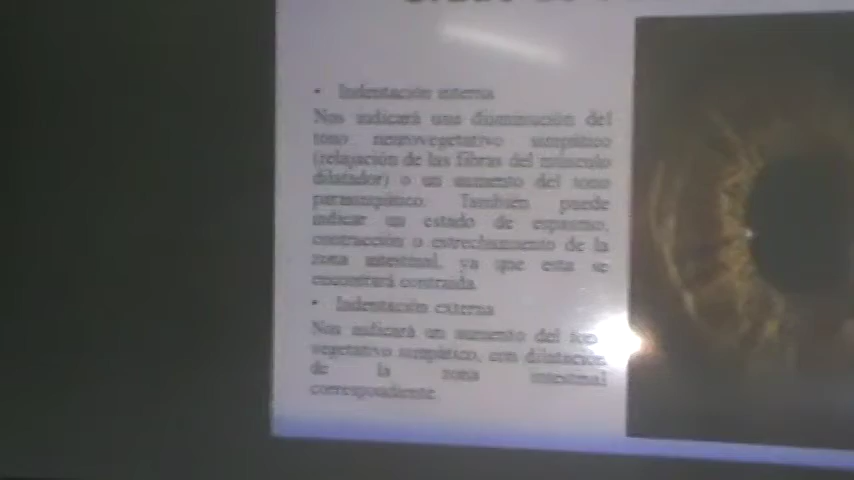 • Indentación interna
Nos indicará una disminución del
tono neurovegetativo simpático
(relajación de las fibras del músculo
dilatador) o un aumento del tono
parasimpático. También puede
indicar un estado de espasmo,
contracción o estrechamiento de la
zona intestinal, ya que esta se
encontrará contraída.
• Indentación externa
Nos indicará un aumento del tono
vegetativo simpático, con dilatación
de la zona intestinal
correspondiente